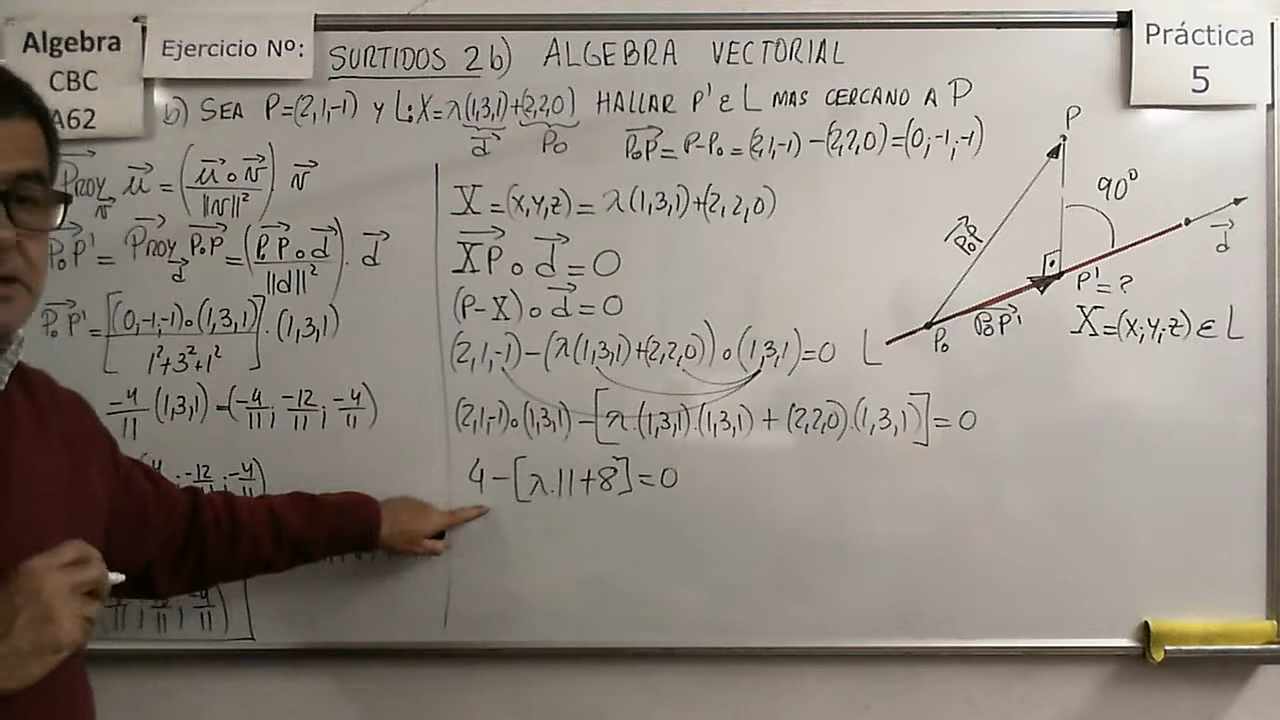 Algebra
CBC
A62
Ejercicio Nº:
SURTIDOS 2b) ALGEBRA VECTORIAL
Práctica
5
b) SEA P=(2,1,-1) Y L:X=λ(1,3,1)+(2,2,0) HALLAR P' ε L MAS CERCANO A P
d⃗ P₀ P₀P⃗ = P-P₀ = (2,1,-1) - (2,2,0) = (0,-1,-1)
Proy_v⃗ u⃗ = (u⃗ ∘ v⃗ / ||v||²) v⃗
P₀P'⃗ = Proy_d⃗ P₀P⃗ = (P₀P⃗ ∘ d⃗ / ||d||²) . d⃗
P₀P'⃗ = [(0,-1,-1)∘(1,3,1) / 1²+3²+1²] . (1,3,1)
-4/11 (1,3,1) = (-4/11 ; -12/11 ; -4/11)
; -12/11 ; -4/11)
X = (x,y,z) = λ(1,3,1)+(2,2,0)
XP⃗ ∘ d⃗ = 0
(P-X) ∘ d⃗ = 0
(2,1,-1) - (λ(1,3,1)+(2,2,0)) ∘ (1,3,1) = 0
(2,1,-1)∘(1,3,1) - [λ.(1,3,1).(1,3,1) + (2,2,0).(1,3,1)] = 0
4 - [λ.11+8] = 0
P
90°
P₀P⃗
d⃗
P' = ?
P₀P'⃗
P₀
X = (x;y;z) ε L
L